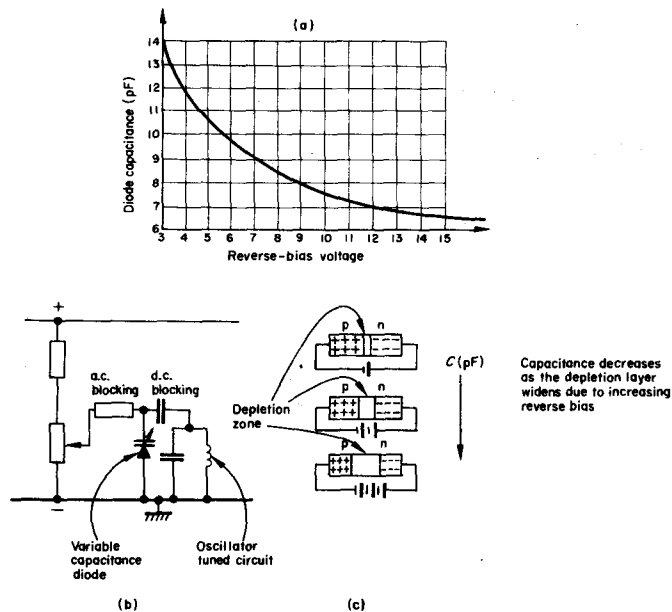 (a)
Diode capacitance (pF)
14
13
12
11
10
9
8
7
6
3 4 5 6 7 8 9 10 11 12 13 14 15
Reverse-bias voltage
+
a.c.
blocking
d.c.
blocking
−
Variable
capacitance
diode
Oscillator
tuned circuit
(b)
p n
+ + + +
+ + + +
Depletion
zone
p n
p n
C (pF)
(c)
Capacitance decreases
as the depletion layer
widens due to increasing
reverse bias